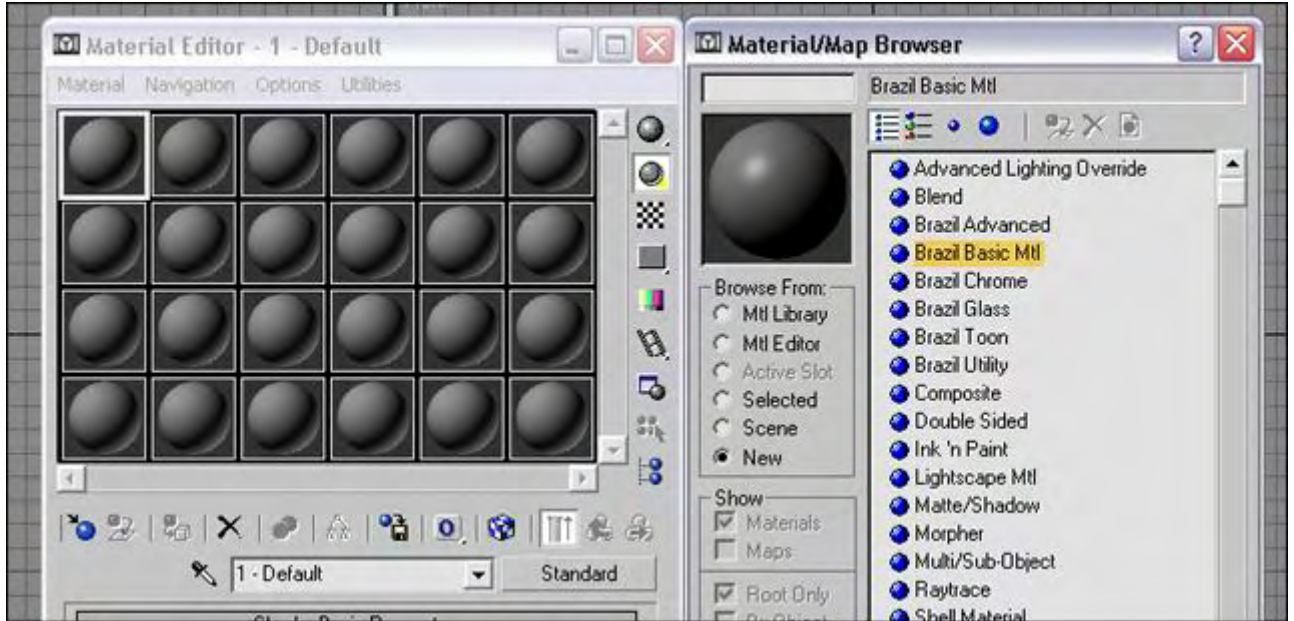 Material Editor - 1 - Default
Material Navigation Options Utilities
1 - Default
Standard
Material/Map Browser
Brazil Basic Mtl
Browse From:
Mtl Library
Mtl Editor
Active Slot
Selected
Scene
New
Show
Materials
Maps
Root Only
Advanced Lighting Override
Blend
Brazil Advanced
Brazil Basic Mtl
Brazil Chrome
Brazil Glass
Brazil Toon
Brazil Utility
Composite
Double Sided
Ink 'n Paint
Lightscape Mtl
Matte/Shadow
Morpher
Multi/Sub-Object
Raytrace
Shell Material